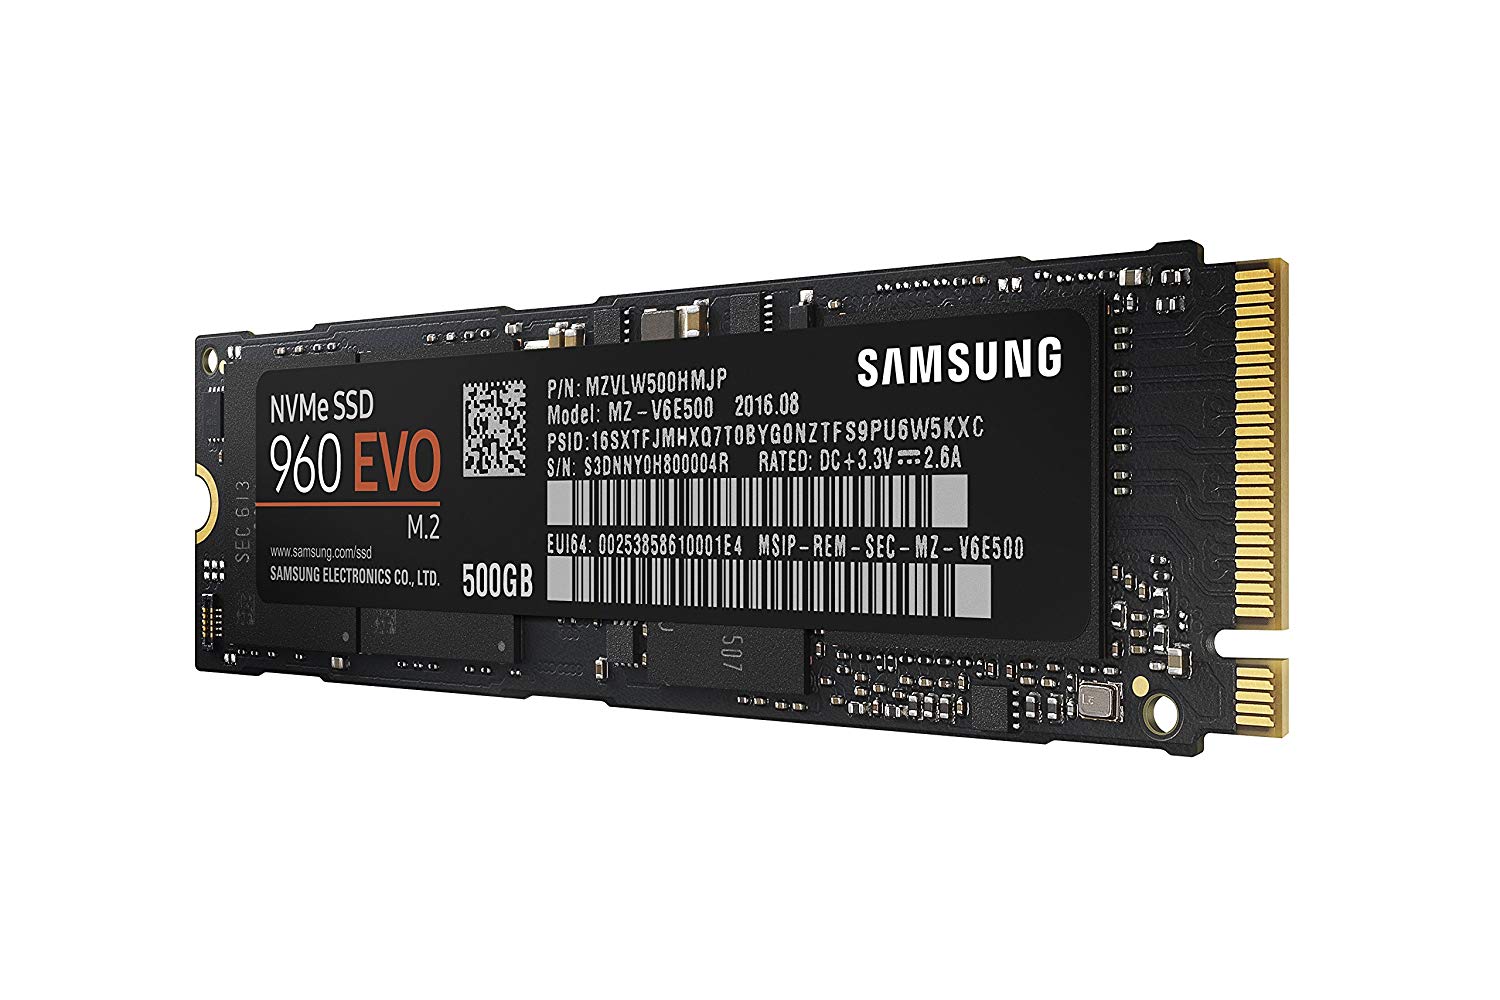 SAMSUNG
NVMe SSD
960 EVO
M.2
www.samsung.com/ssd
SAMSUNG ELECTRONICS CO., LTD.
500GB
P/N: MZVLW500HMJP
Model: MZ-V6E500 2016.08
PSID:16SXTFJMHXQ7T0BYG0NZTFS9PU6W5KXC
S/N: S3DNNY0H800004R RATED: DC+3.3V⎓2.6A
EUI64: 00253858610001E4 MSIP-REM-SEC-MZ-V6E500
SEC 613
507